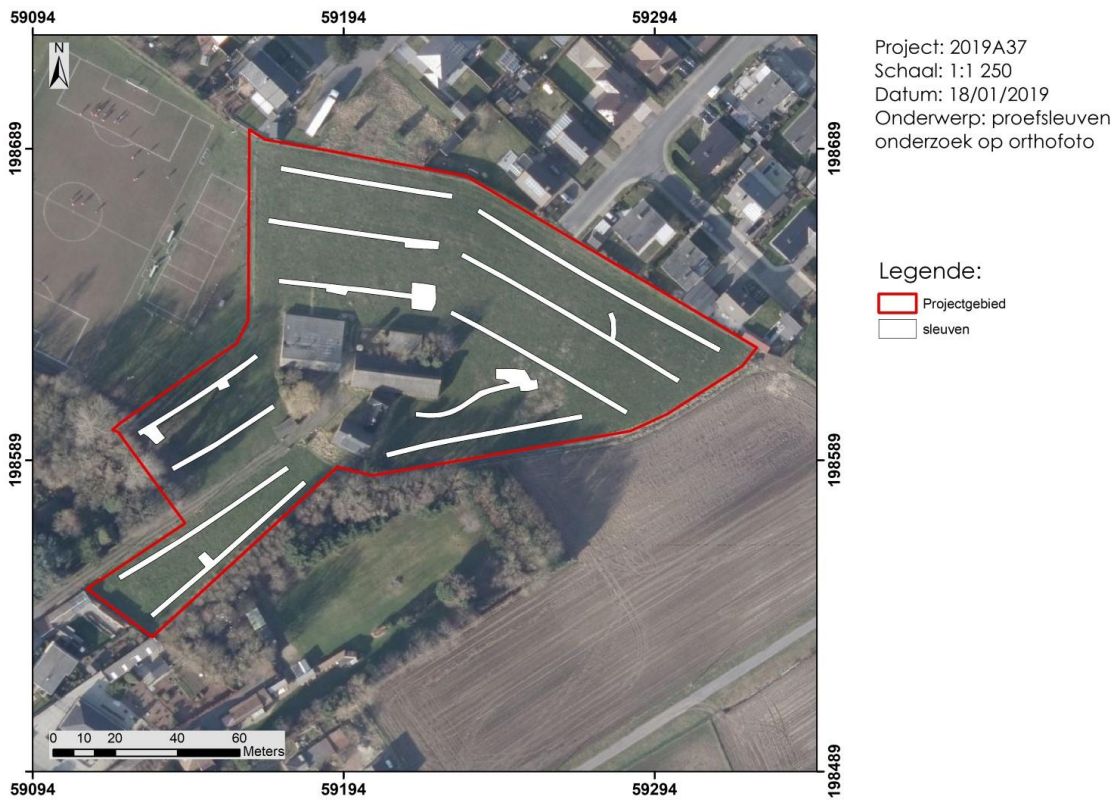 59094
59194
59294
N
198689
198689
198589
198589
198489
0 10 20 40 60
Meters
59094
59194
59294
Project: 2019A37
Schaal: 1:1 250
Datum: 18/01/2019
Onderwerp: proefsleuven
onderzoek op orthofoto
Legende:
Projectgebied
sleuven